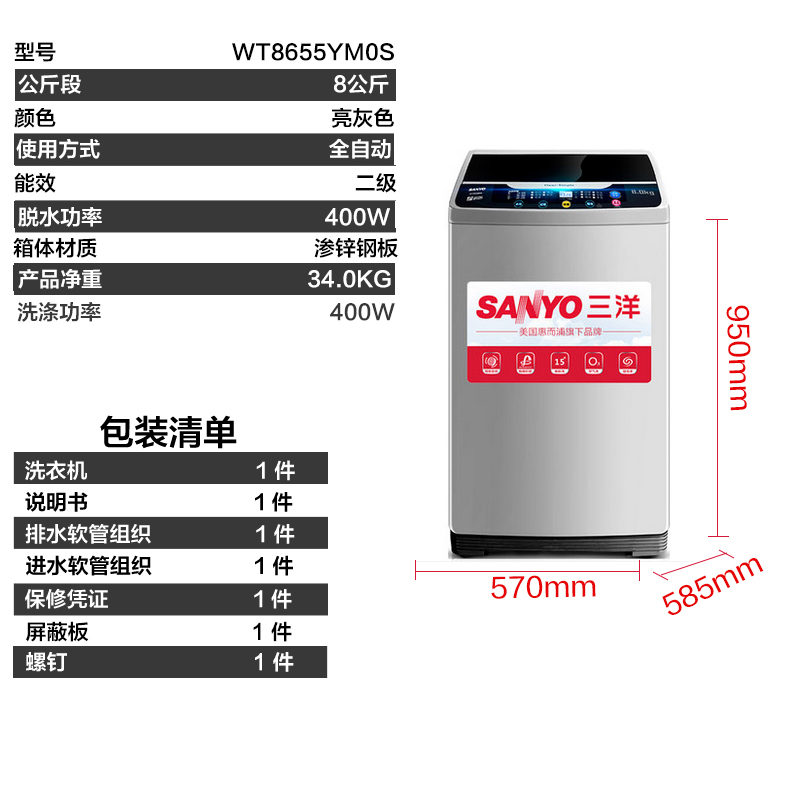 型号 WT8655YM0S
公斤段 8公斤
颜色 亮灰色
使用方式 全自动
能效 二级
脱水功率 400W
箱体材质 渗锌钢板
产品净重 34.0KG
洗涤功率 400W
包装清单
洗衣机 1 件
说明书 1 件
排水软管组织 1 件
进水软管组织 1 件
保修凭证 1 件
屏蔽板 1 件
螺钉 1 件
SANYO
8.0kg
SANYO 三洋
美国惠而浦旗下品牌
15
950mm
570mm
585mm